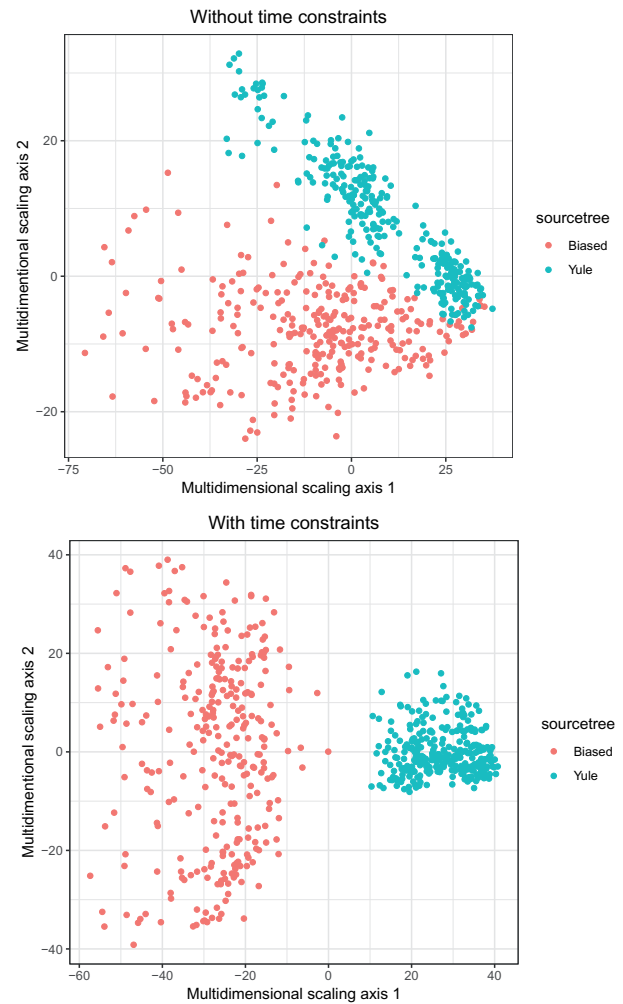 Without time constraints
Multidimentional scaling axis 2
20
0
−20
−75
−50
−25
0
25
Multidimensional scaling axis 1
sourcetree
Biased
Yule
With time constraints
Multidimentional scaling axis 2
40
20
0
−20
−40
−60
−40
−20
0
20
40
Multidimensional scaling axis 1
sourcetree
Biased
Yule